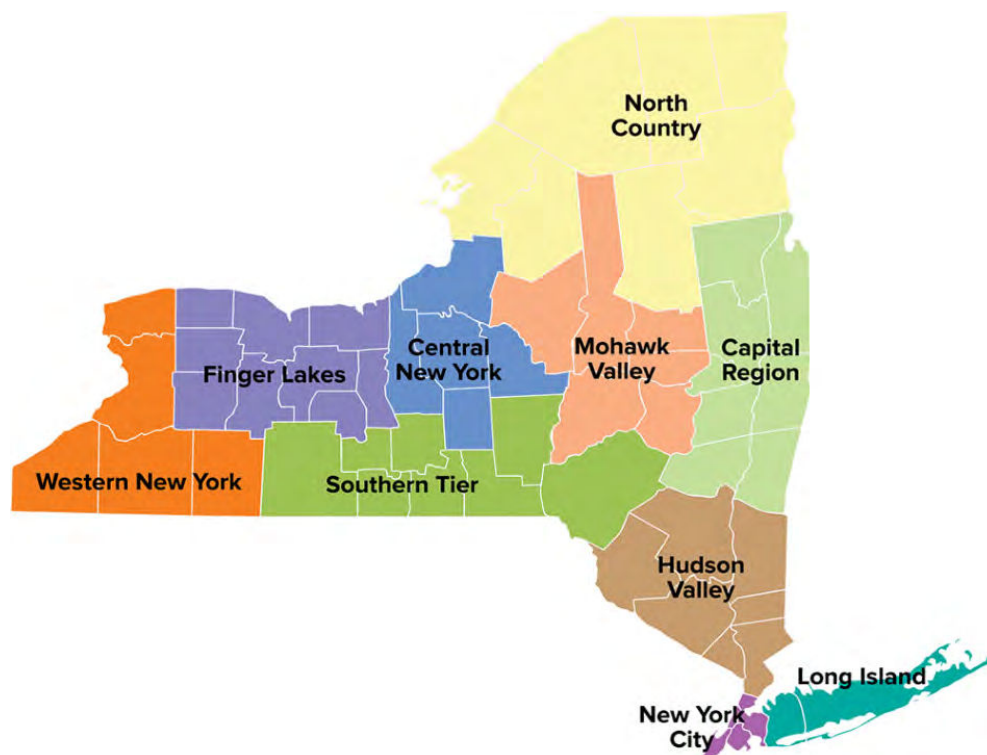 North
Country
Central
New York
Mohawk
Valley
Capital
Region
Finger Lakes
Western New York
Southern Tier
Hudson
Valley
Long Island
New York
City